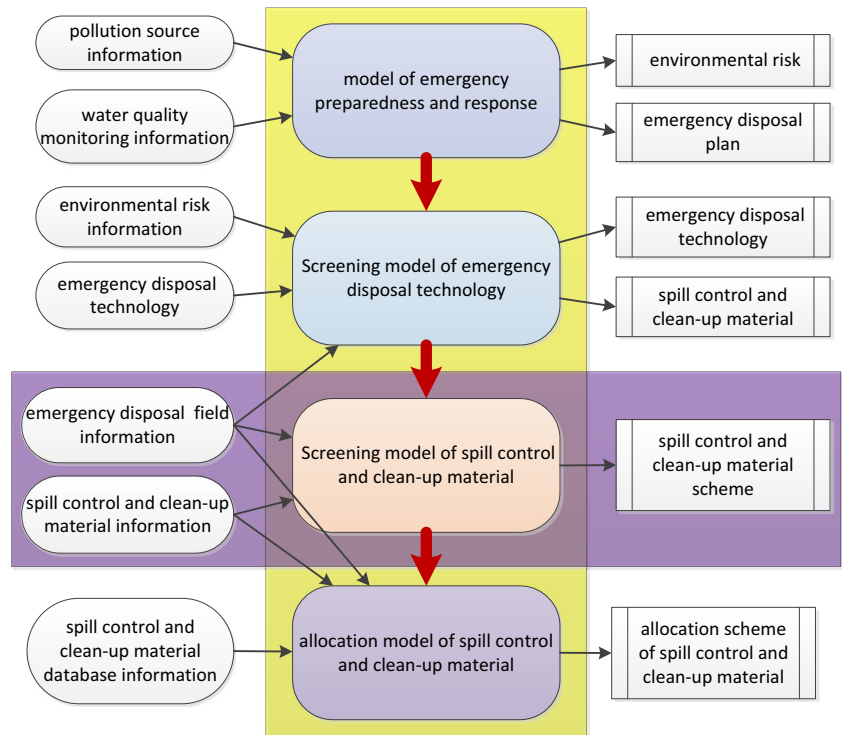 pollution source
information
model of emergency
preparedness and response
environmental risk
water quality
monitoring information
emergency disposal
plan
environmental risk
information
Screening model of emergency
disposal technology
emergency disposal
technology
emergency disposal
technology
spill control and
clean-up material
emergency disposal field
information
Screening model of spill control
and clean-up material
spill control and
clean-up material
scheme
spill control and clean-up
material information
spill control and
clean-up material
database information
allocation model of spill control
and clean-up material
allocation scheme
of spill control and
clean-up material